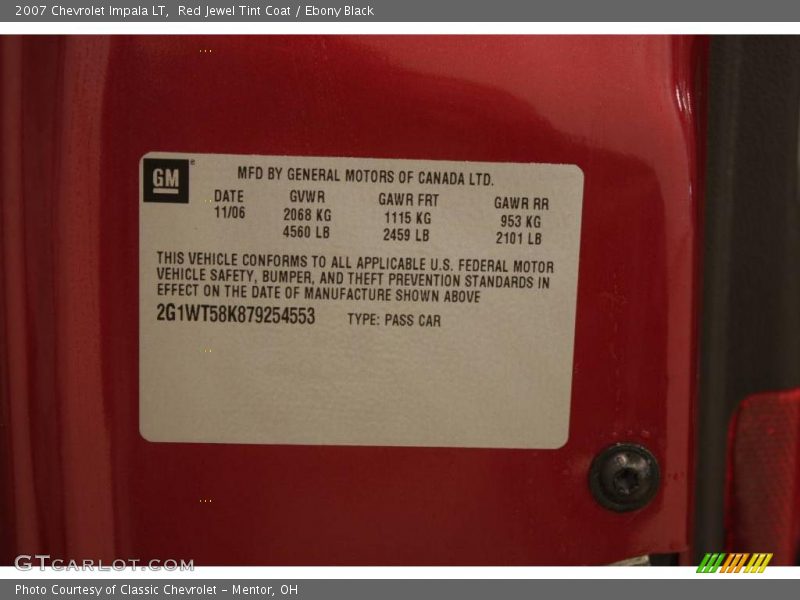 2007 Chevrolet Impala LT, Red Jewel Tint Coat / Ebony Black
GM
MFD BY GENERAL MOTORS OF CANADA LTD.
DATE GVWR GAWR FRT GAWR RR
11/06 2068 KG 1115 KG 953 KG
4560 LB 2459 LB 2101 LB
THIS VEHICLE CONFORMS TO ALL APPLICABLE U.S. FEDERAL MOTOR
VEHICLE SAFETY, BUMPER, AND THEFT PREVENTION STANDARDS IN
EFFECT ON THE DATE OF MANUFACTURE SHOWN ABOVE
2G1WT58K879254553 TYPE: PASS CAR
GTCARLOT.COM
Photo Courtesy of Classic Chevrolet - Mentor, OH